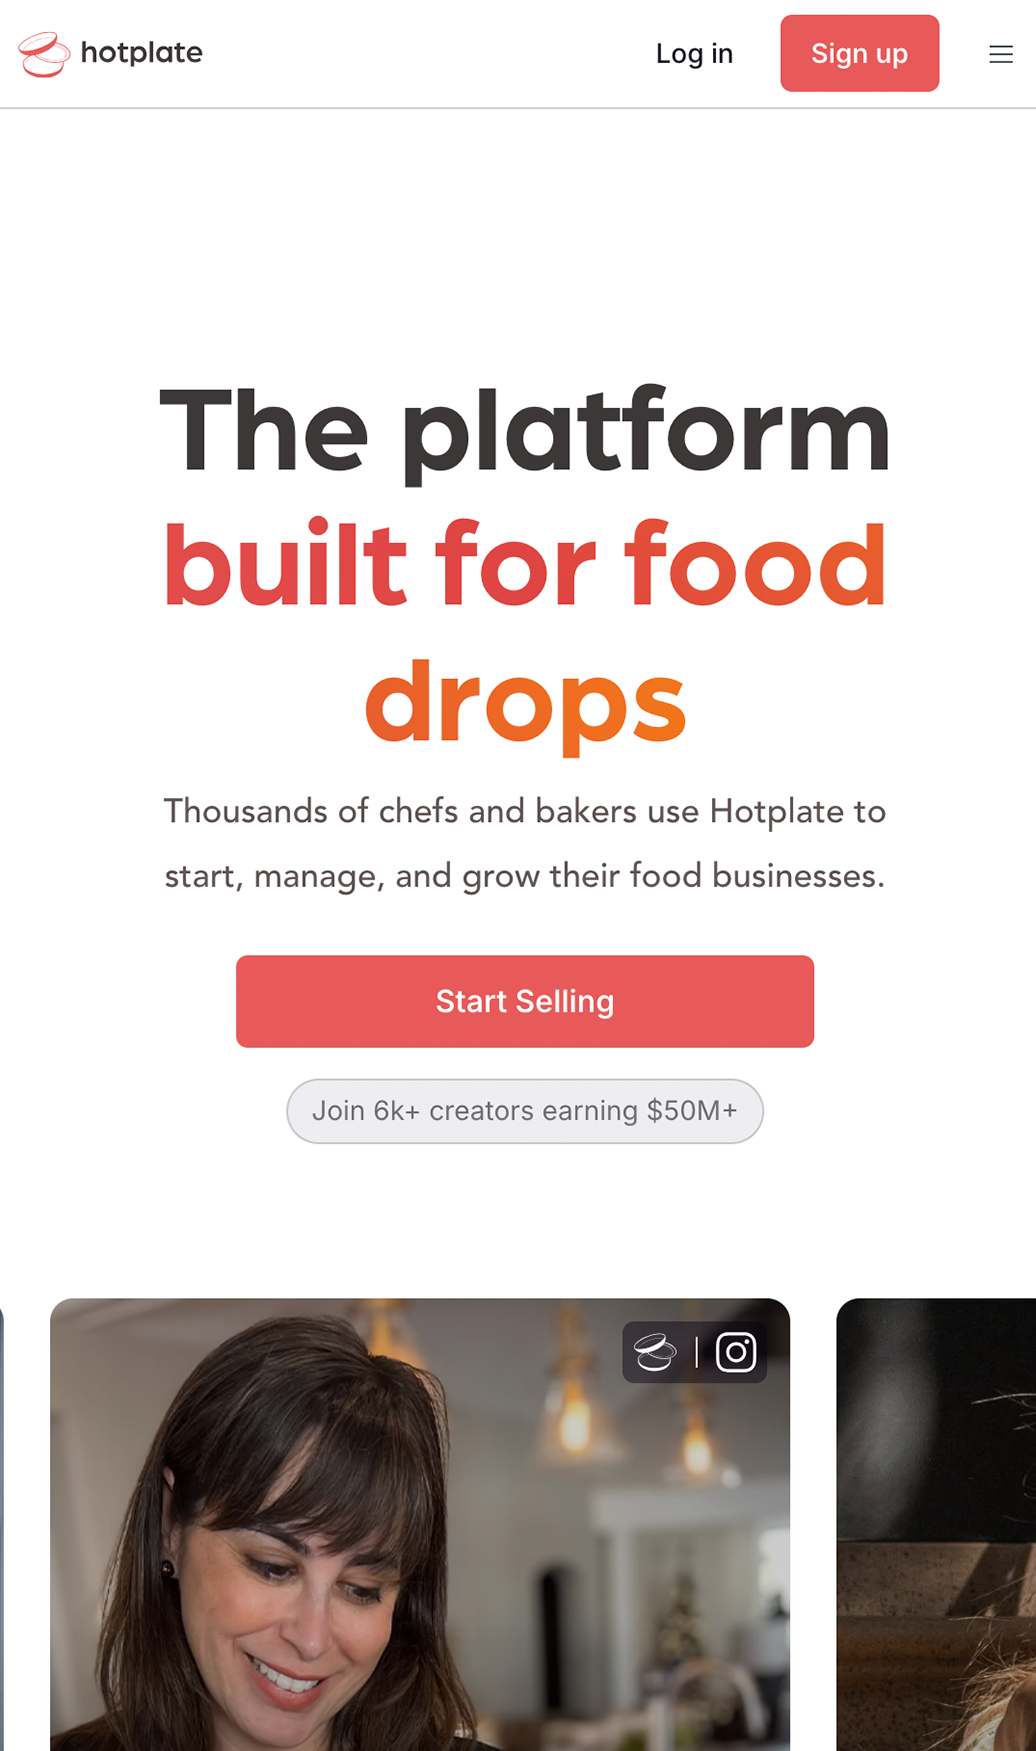 hotplate
Log in
Sign up
The platform
built for food
drops
Thousands of chefs and bakers use Hotplate to
start, manage, and grow their food businesses.
Start Selling
Join 6k+ creators earning $50M+